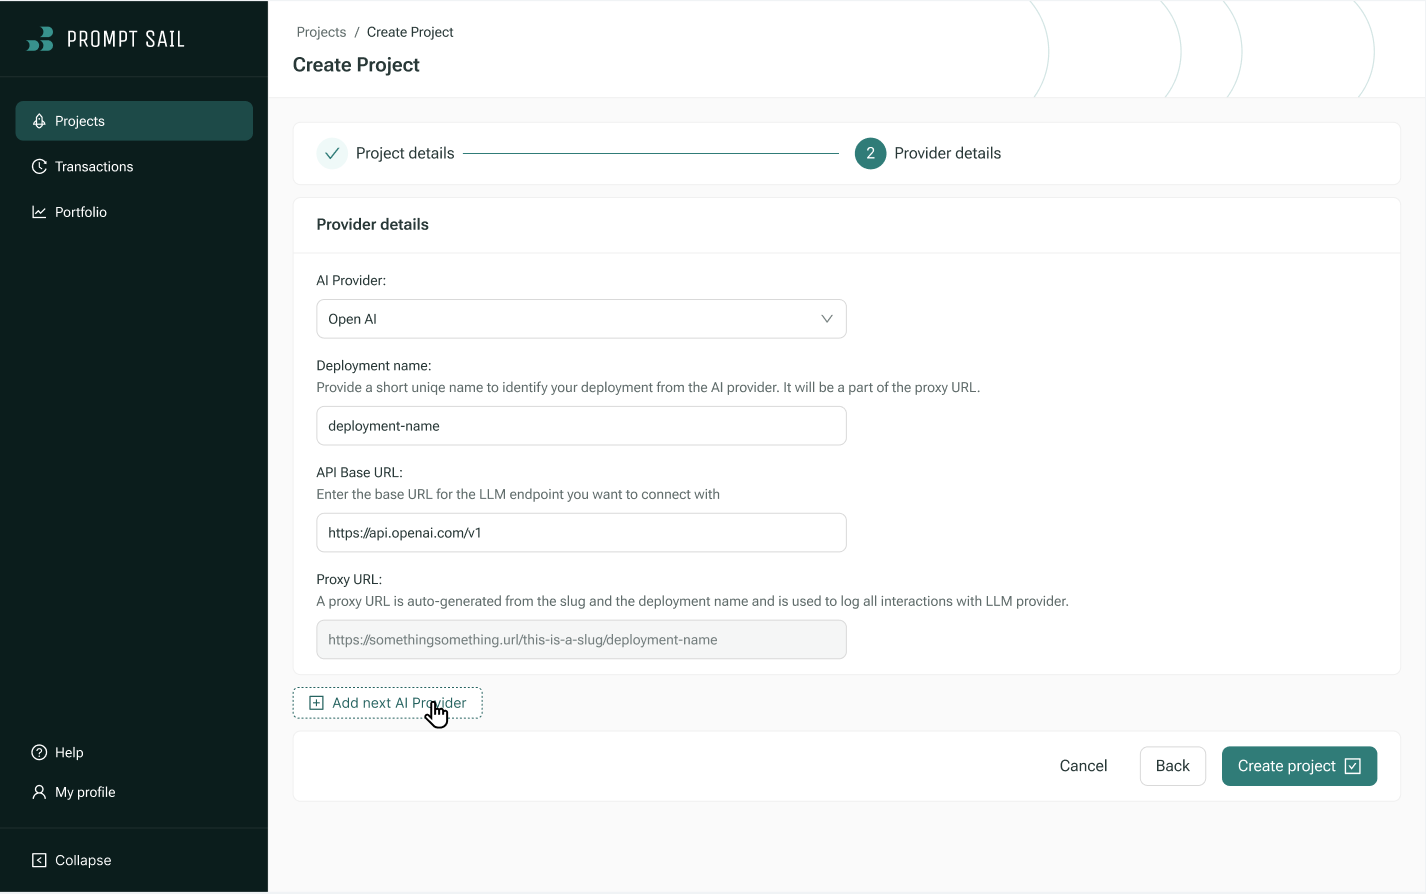 PROMPT SAIL
Projects
Transactions
Portfolio
Help
My profile
Collapse
Projects / Create Project
Create Project
Project details
2 Provider details
Provider details
AI Provider:
Open AI
Deployment name:
Provide a short uniqe name to identify your deployment from the AI provider. It will be a part of the proxy URL.
deployment-name
API Base URL:
Enter the base URL for the LLM endpoint you want to connect with
https://api.openai.com/v1
Proxy URL:
A proxy URL is auto-generated from the slug and the deployment name and is used to log all interactions with LLM provider.
https://somethingsomething.url/this-is-a-slug/deployment-name
Add next AI Provider
Cancel
Back
Create project